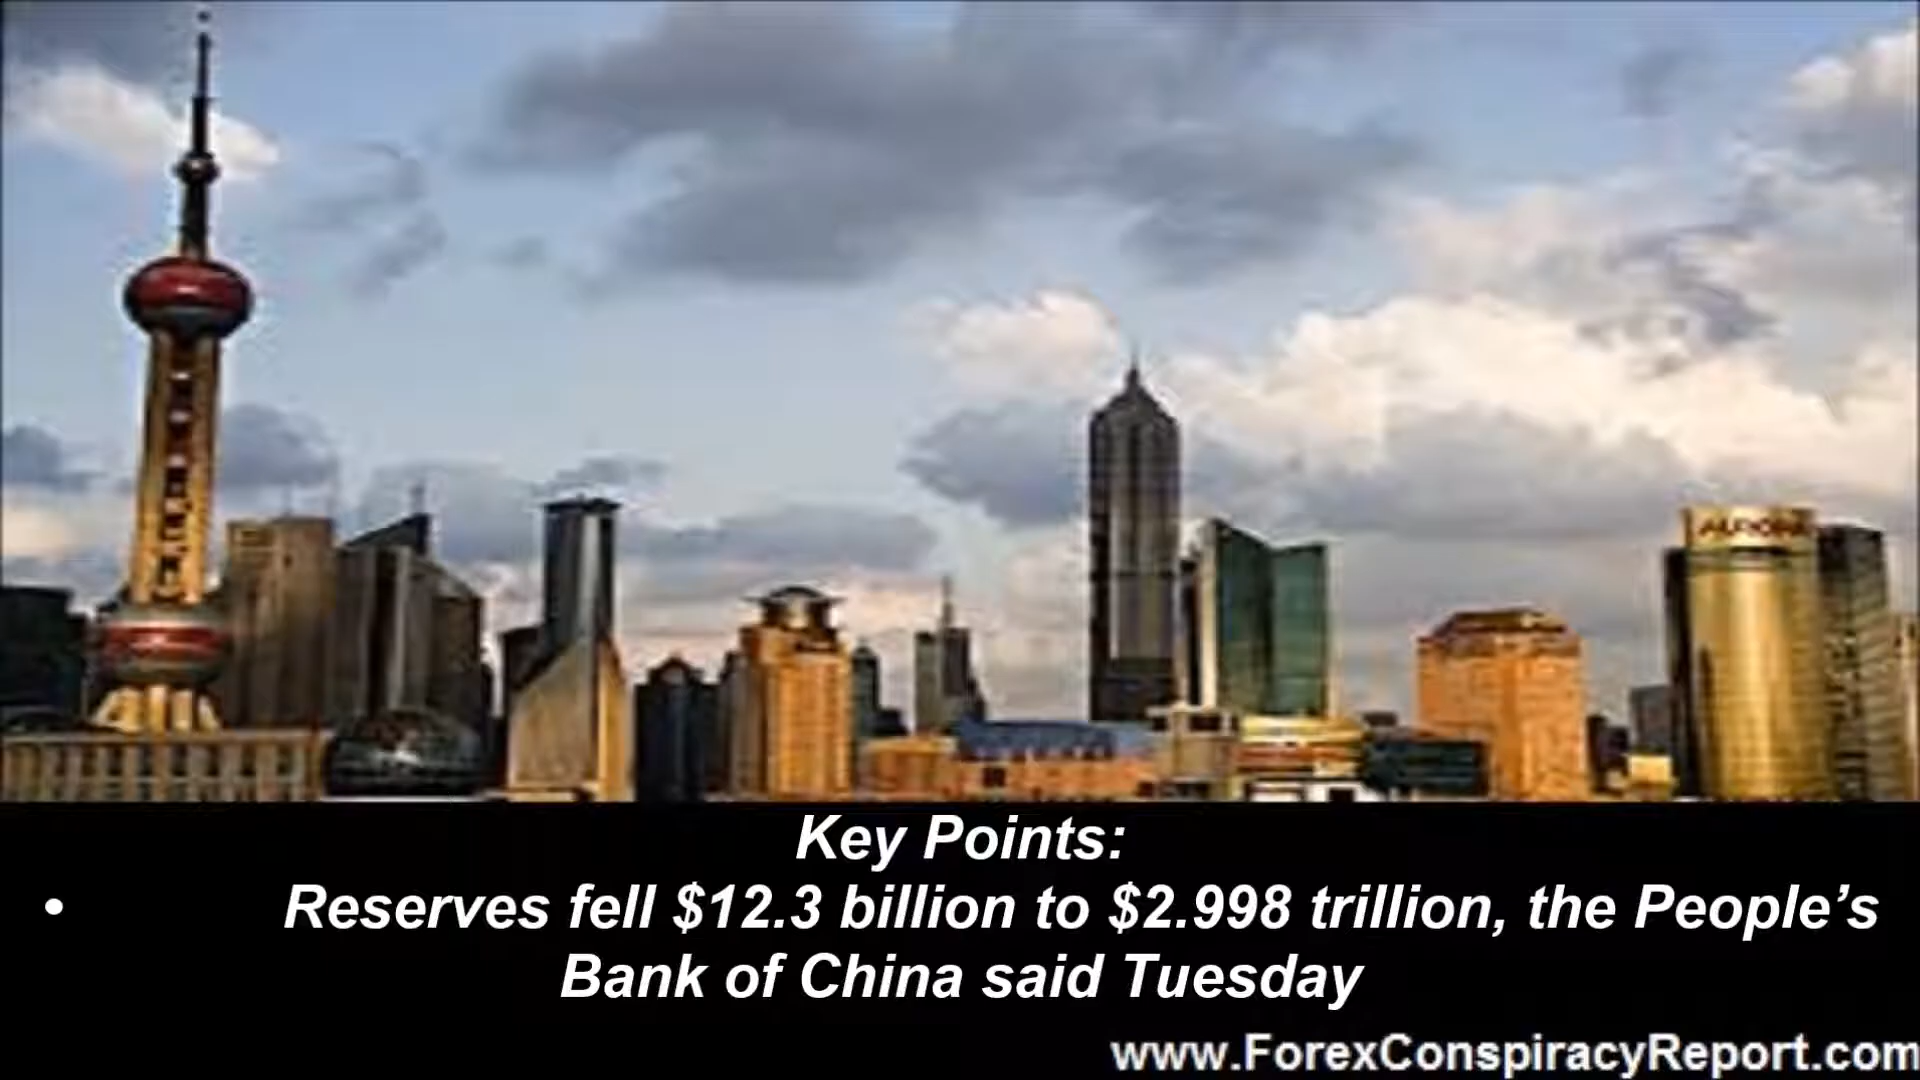 Key Points:
• Reserves fell $12.3 billion to $2.998 trillion, the People’s
Bank of China said Tuesday
www.ForexConspiracyReport.com